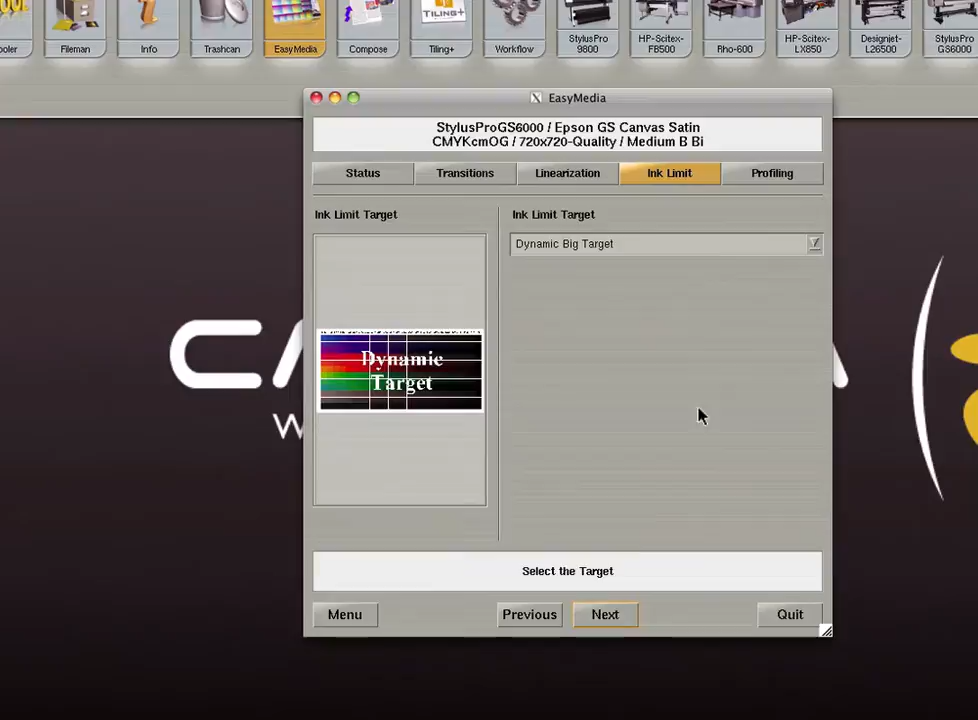 Fileman
Info
Trashcan
EasyMedia
Compose
Tiling+
Workflow
StylusPro
9800
HP-Scitex-
FB500
Rho-600
HP-Scitex-
LX850
Designjet-
L26500
StylusPro
GS6000
TILING+
EasyMedia
StylusProGS6000 / Epson GS Canvas Satin
CMYKcmOG / 720x720-Quality / Medium B Bi
Status
Transitions
Linearization
Ink Limit
Profiling
Ink Limit Target
Ink Limit Target
Dynamic Big Target
Dynamic
Target
Select the Target
Menu
Previous
Next
Quit